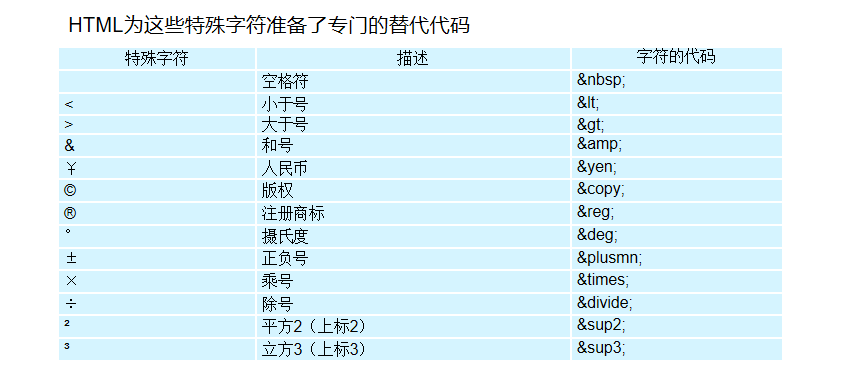 HTML为这些特殊字符准备了专门的替代代码
特殊字符 描述 字符的代码
空格符 &nbsp;
< 小于号 &lt;
> 大于号 &gt;
& 和号 &amp;
¥ 人民币 &yen;
© 版权 &copy;
® 注册商标 &reg;
° 摄氏度 &deg;
± 正负号 &plusmn;
× 乘号 &times;
÷ 除号 &divide;
² 平方2（上标2） &sup2;
³ 立方3（上标3） &sup3;